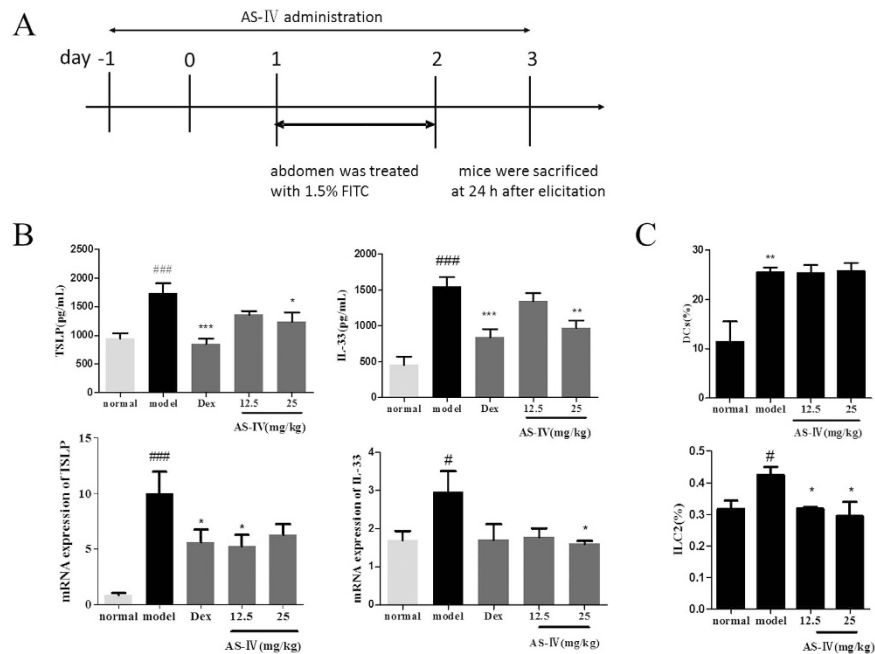 A
AS-Ⅳ administration
day -1 0 1 2 3
abdomen was treated
with 1.5% FITC
mice were sacrificed
at 24 h after elicitation
B
TSLP(pg/mL)
2500
2000
1500
1000
500
0
###
***
*
normal model Dex 12.5 25
AS-IV(mg/kg)
IL-33(pg/mL)
2000
1500
1000
500
0
###
***
**
normal model Dex 12.5 25
AS-IV(mg/kg)
C
DCs(%)
30
20
10
0
**
normal model 12.5 25
AS-IV(mg/kg)
mRNA expression of TSLP
15
10
5
0
###
*
*
normal model Dex 12.5 25
AS-IV(mg/kg)
mRNA expression of IL-33
4
3
2
1
0
#
*
normal model Dex 12.5 25
AS-IV(mg/kg)
ILC2(%)
0.5
0.4
0.3
0.2
0.1
0.0
#
*
*
normal model 12.5 25
AS-IV(mg/kg)